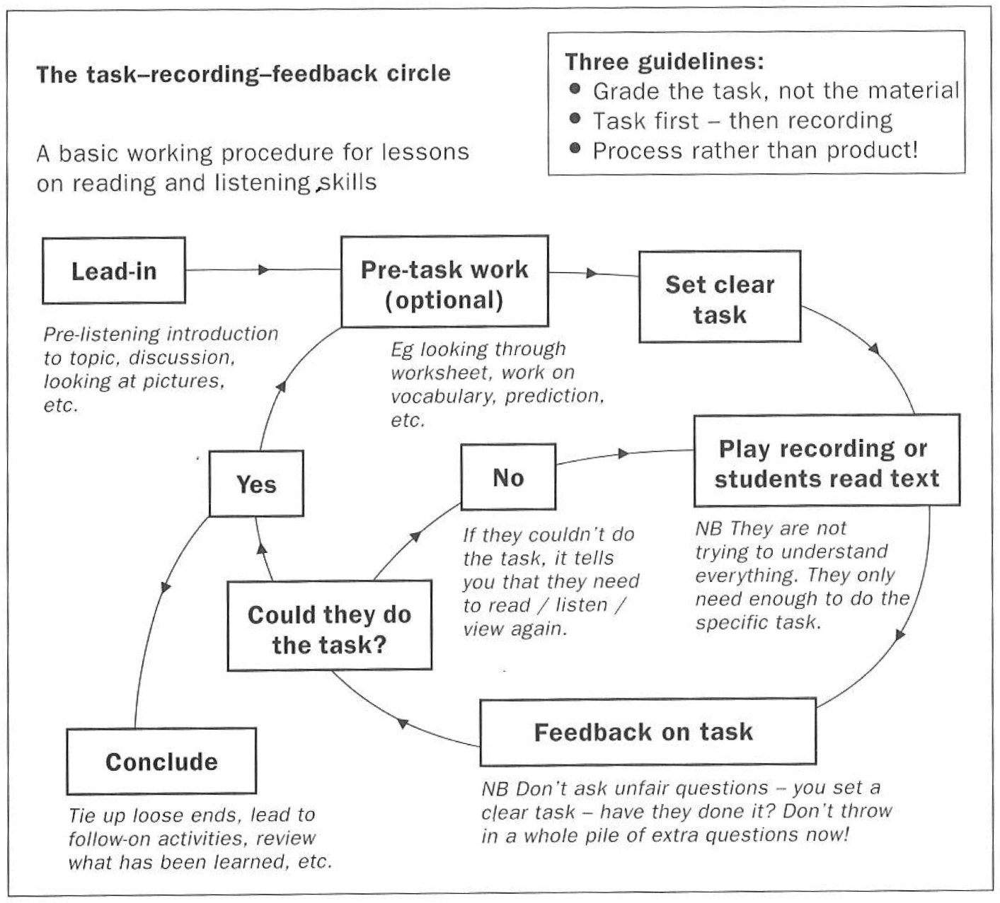 The task–recording–feedback circle
A basic working procedure for lessons
on reading and listening skills
Three guidelines:
• Grade the task, not the material
• Task first – then recording
• Process rather than product!
Lead-in
Pre-listening introduction
to topic, discussion,
looking at pictures,
etc.
Pre-task work
(optional)
Eg looking through
worksheet, work on
vocabulary, prediction,
etc.
Set clear
task
Play recording or
students read text
NB They are not
trying to understand
everything. They only
need enough to do the
specific task.
Feedback on task
NB Don't ask unfair questions – you set a
clear task – have they done it? Don't throw
in a whole pile of extra questions now!
Could they do
the task?
No
If they couldn't do
the task, it tells
you that they need
to read / listen /
view again.
Yes
Conclude
Tie up loose ends, lead to
follow-on activities, review
what has been learned, etc.